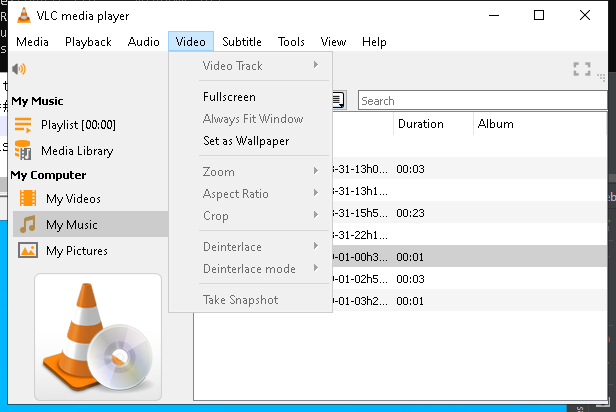 VLC media player
Media Playback Audio Video Subtitle Tools View Help
Video Track
Fullscreen
Always Fit Window
Set as Wallpaper
Zoom
Aspect Ratio
Crop
Deinterlace
Deinterlace mode
Take Snapshot
My Music
Playlist [00:00]
Media Library
My Computer
My Videos
My Music
My Pictures
Search
Duration Album
-31-13h0... 00:03
-31-13h1...
-31-15h5... 00:23
-31-22h1...
-01-00h3... 00:01
-01-02h5... 00:03
-01-03h2... 00:01